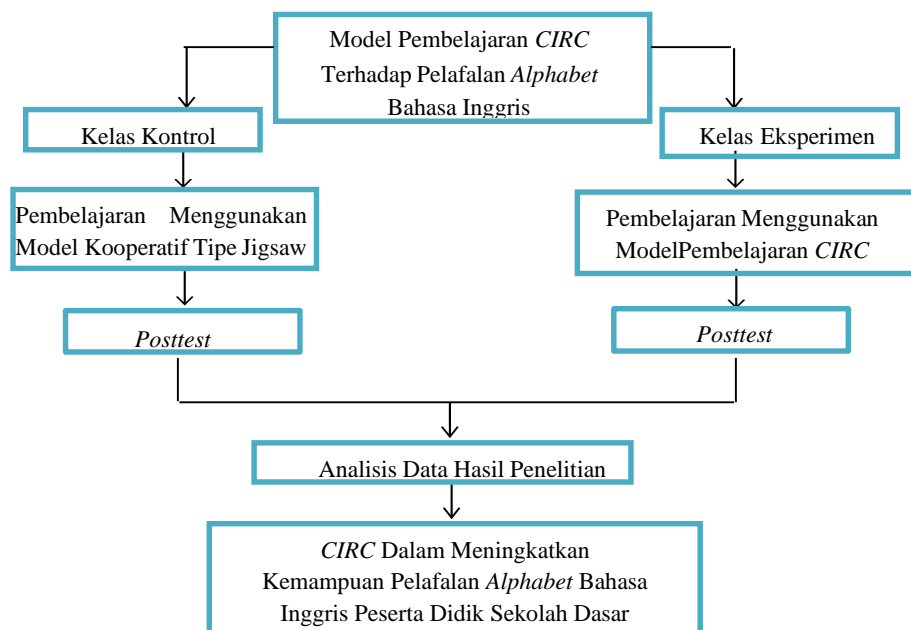 Model Pembelajaran CIRC
Terhadap Pelafalan Alphabet
Bahasa Inggris
Kelas Kontrol
Kelas Eksperimen
Pembelajaran Menggunakan
Model Kooperatif Tipe Jigsaw
Pembelajaran Menggunakan
ModelPembelajaran CIRC
Posttest
Posttest
Analisis Data Hasil Penelitian
CIRC Dalam Meningkatkan
Kemampuan Pelafalan Alphabet Bahasa
Inggris Peserta Didik Sekolah Dasar